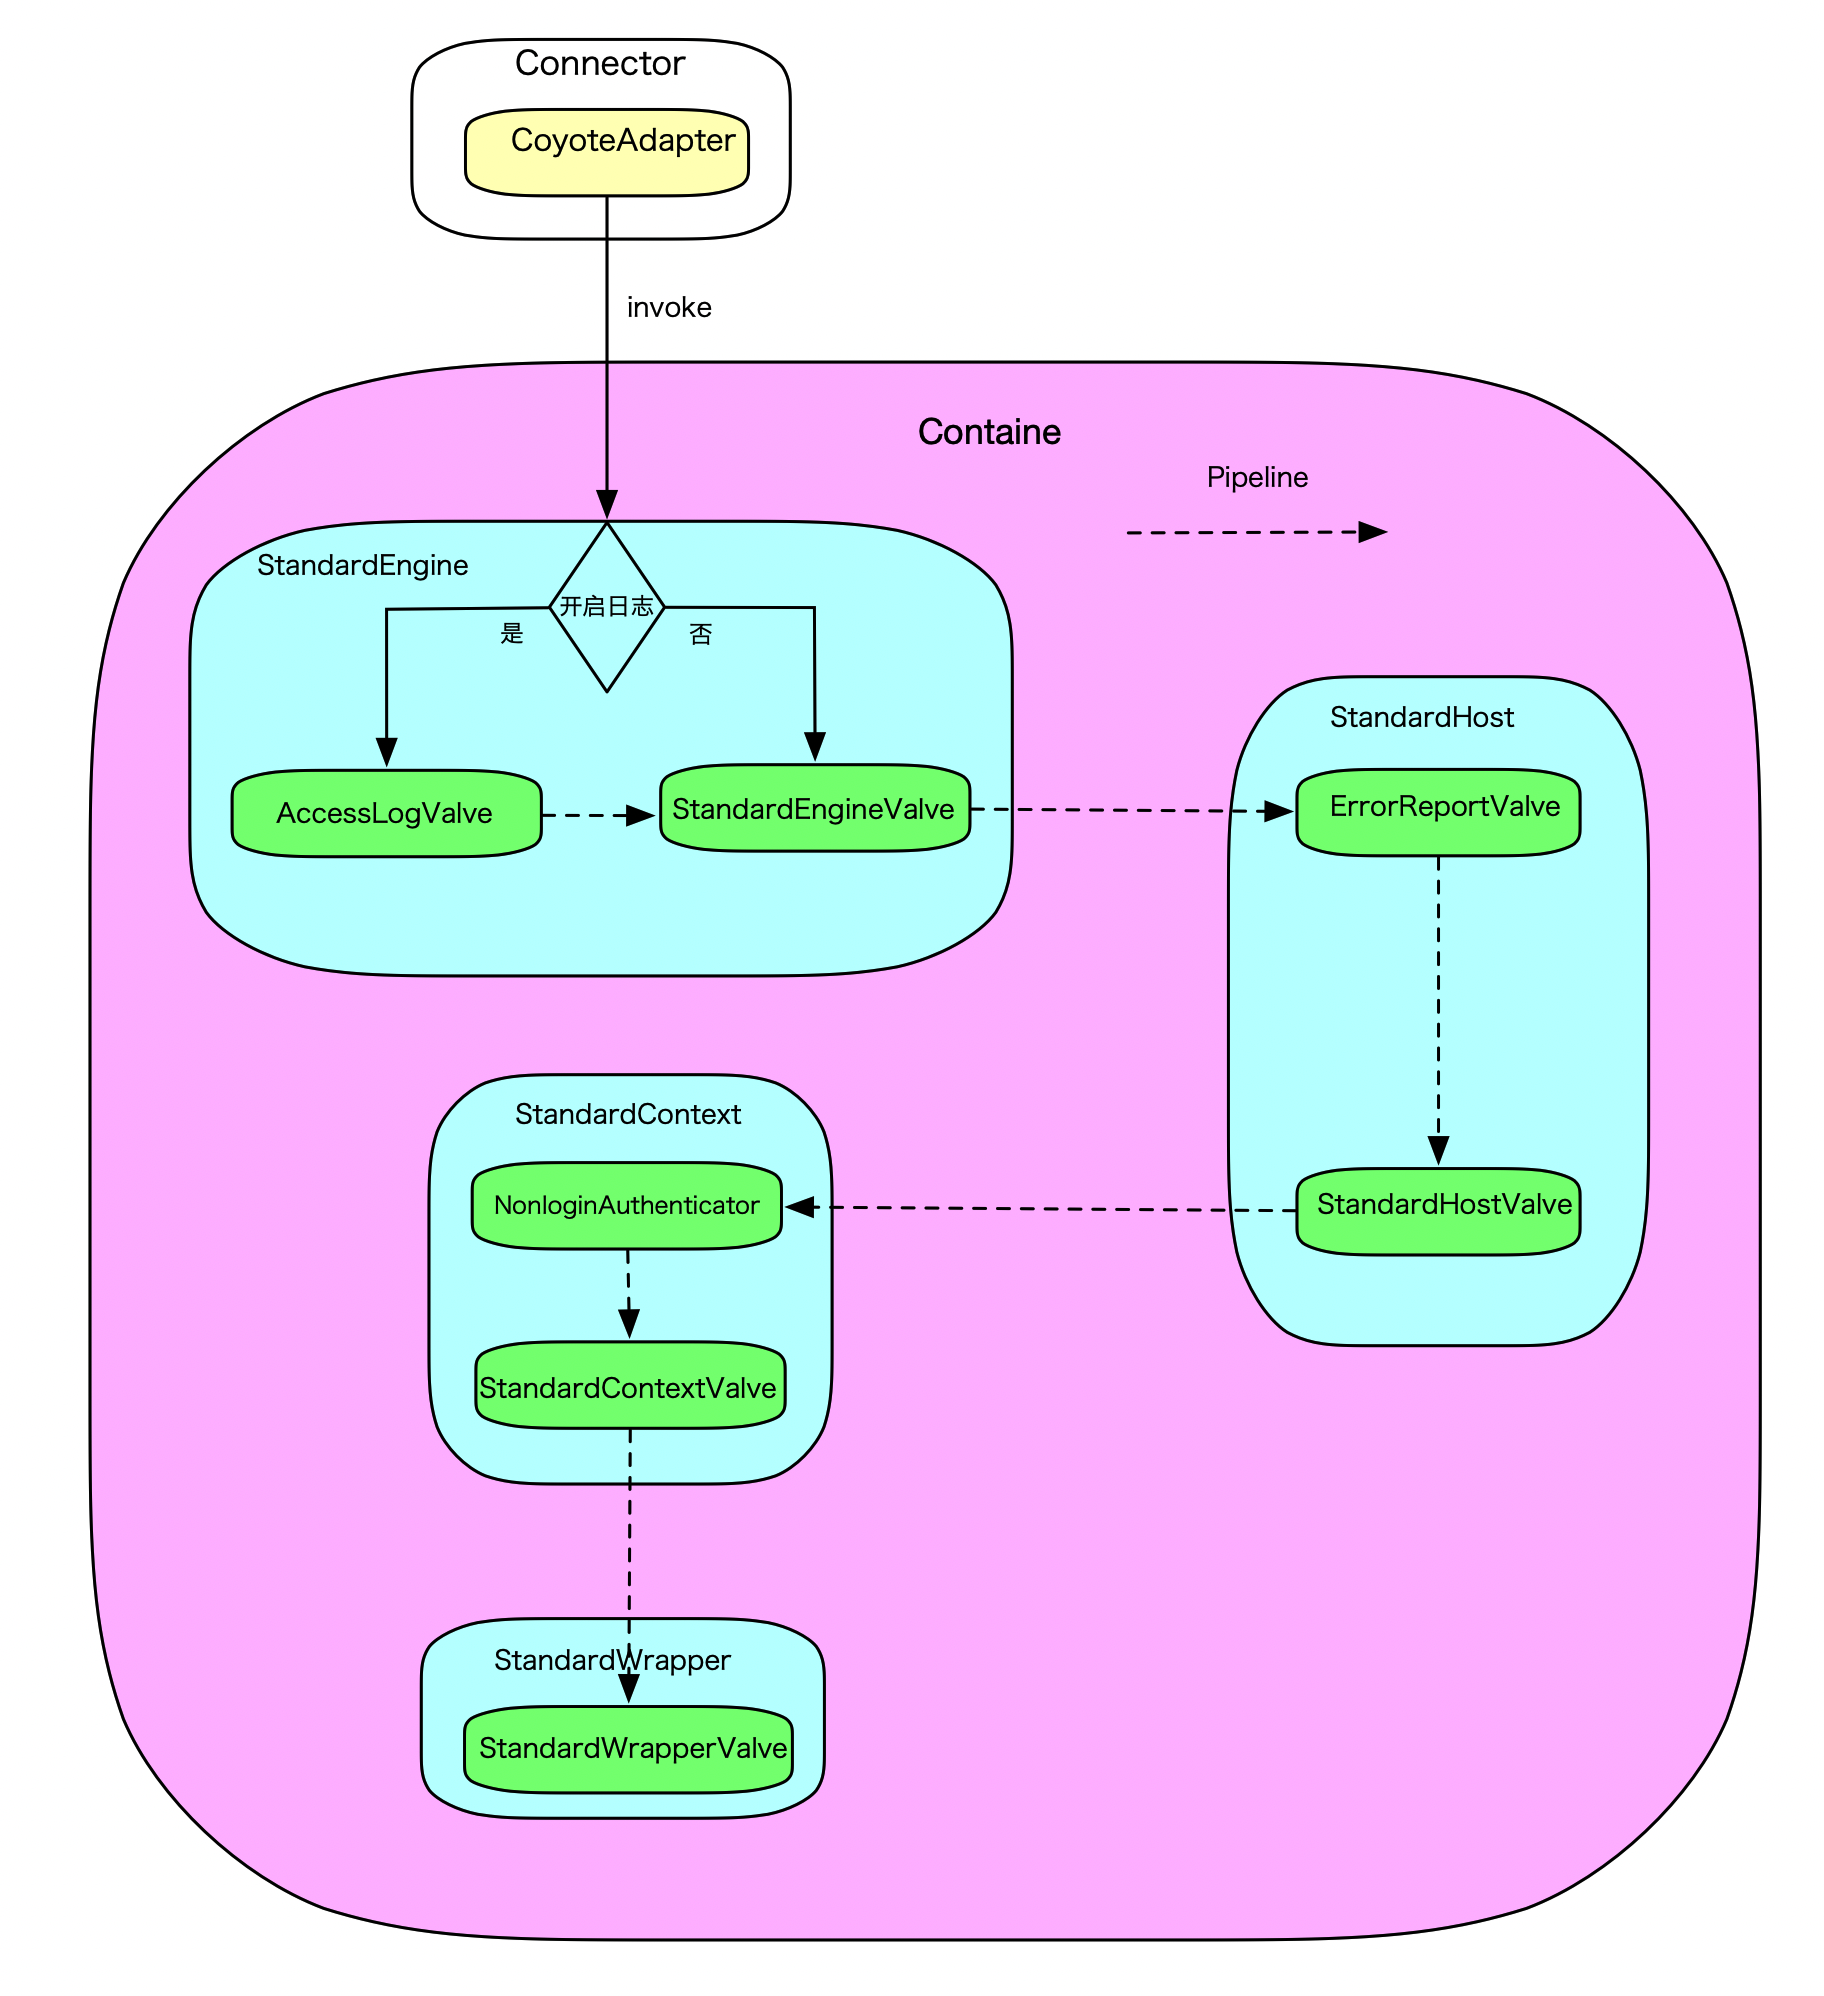 Connector
CoyoteAdapter
invoke
Containe
Pipeline
StandardEngine
开启日志
是
否
AccessLogValve
StandardEngineValve
StandardHost
ErrorReportValve
StandardHostValve
StandardContext
NonloginAuthenticator
StandardContextValve
StandardWrapper
StandardWrapperValve